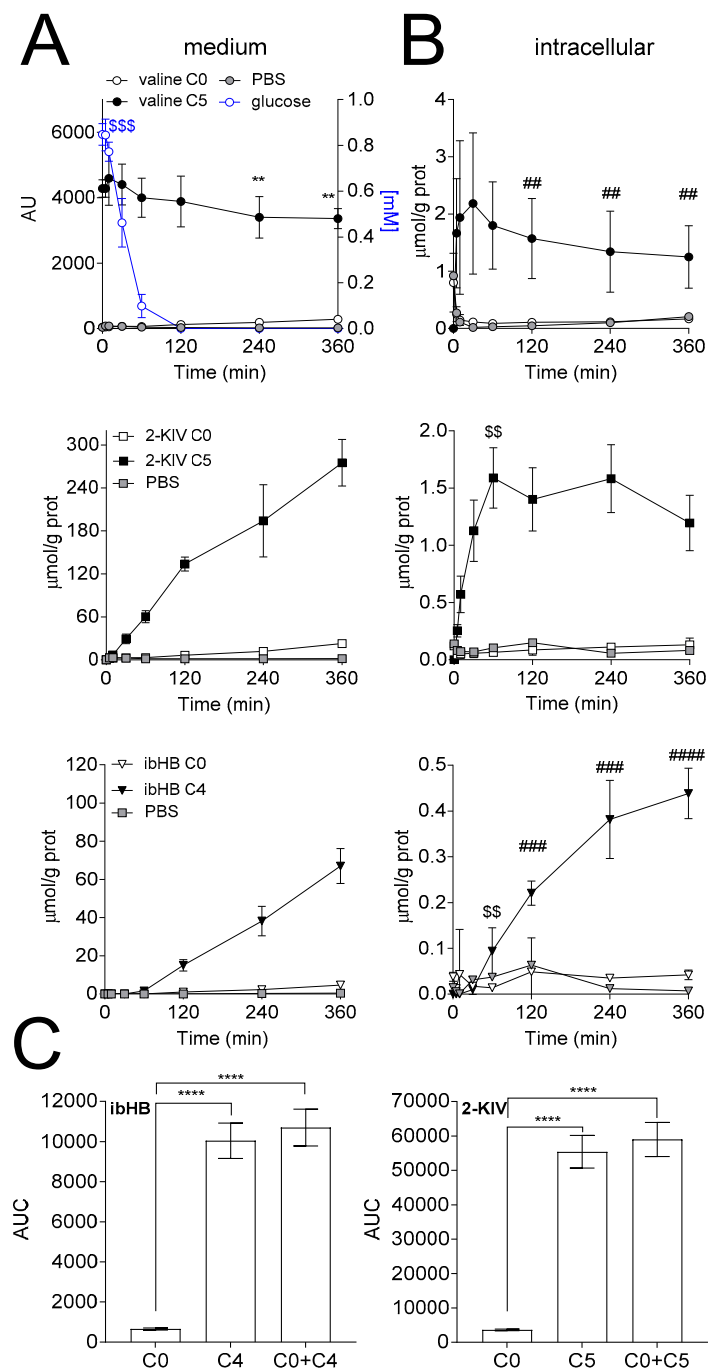 A
medium
valine C0
PBS
valine C5
glucose
6000
4000
2000
0
AU
1.0
0.8
0.6
0.4
0.2
0.0
[mM]
$$$
**
**
0
120
240
360
Time (min)
B
intracellular
4
3
2
1
0
µmol/g prot
##
##
##
0
120
240
360
Time (min)
2-KIV C0
2-KIV C5
PBS
300
240
180
120
60
0
µmol/g prot
0
120
240
360
Time (min)
2.0
1.5
1.0
0.5
0.0
µmol/g prot
$$
0
120
240
360
Time (min)
ibHB C0
ibHB C4
PBS
120
100
80
60
40
20
0
µmol/g prot
0
120
240
360
Time (min)
0.5
0.4
0.3
0.2
0.1
0.0
µmol/g prot
$$
###
###
####
0
120
240
360
Time (min)
C
ibHB
****
****
12000
10000
8000
6000
4000
2000
0
AUC
C0
C4
C0+C4
2-KIV
****
****
70000
60000
50000
40000
30000
20000
10000
0
AUC
C0
C5
C0+C5